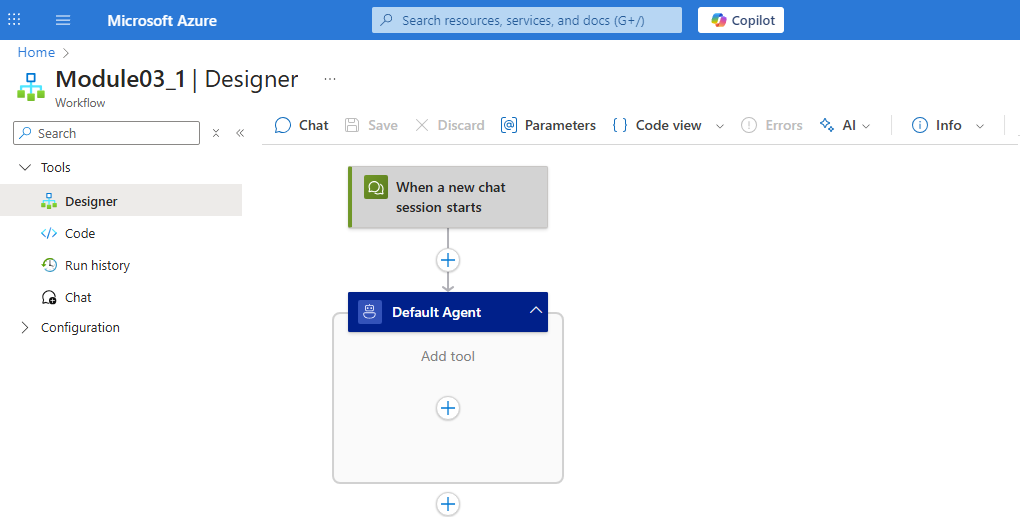 Microsoft Azure
Search resources, services, and docs (G+/)
Copilot
Home
Module03_1 | Designer
...
Workflow
Search
Tools
Designer
Code
Run history
Chat
Configuration
Chat
Save
Discard
Parameters
Code view
Errors
AI
Info
When a new chat
session starts
Default Agent
Add tool